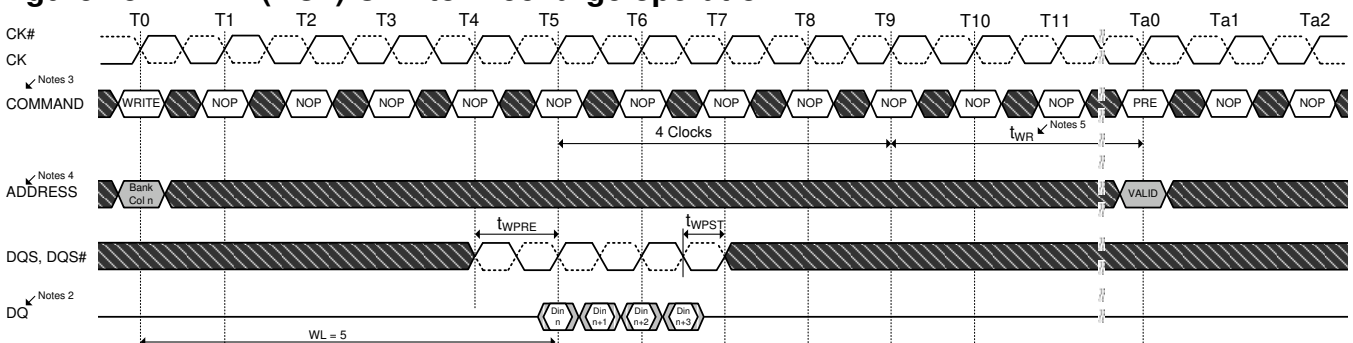 T0 T1 T2 T3 T4 T5 T6 T7 T8 T9 T10 T11 Ta0 Ta1 Ta2
CK#
CK
Notes 3
COMMAND WRITE NOP NOP NOP NOP NOP NOP NOP NOP NOP NOP NOP PRE NOP NOP
4 Clocks
tWR Notes 5
Notes 4
ADDRESS Bank Col n VALID
tWPRE tWPST
DQS, DQS#
Notes 2
DQ Din n Din n+1 Din n+2 Din n+3
WL = 5